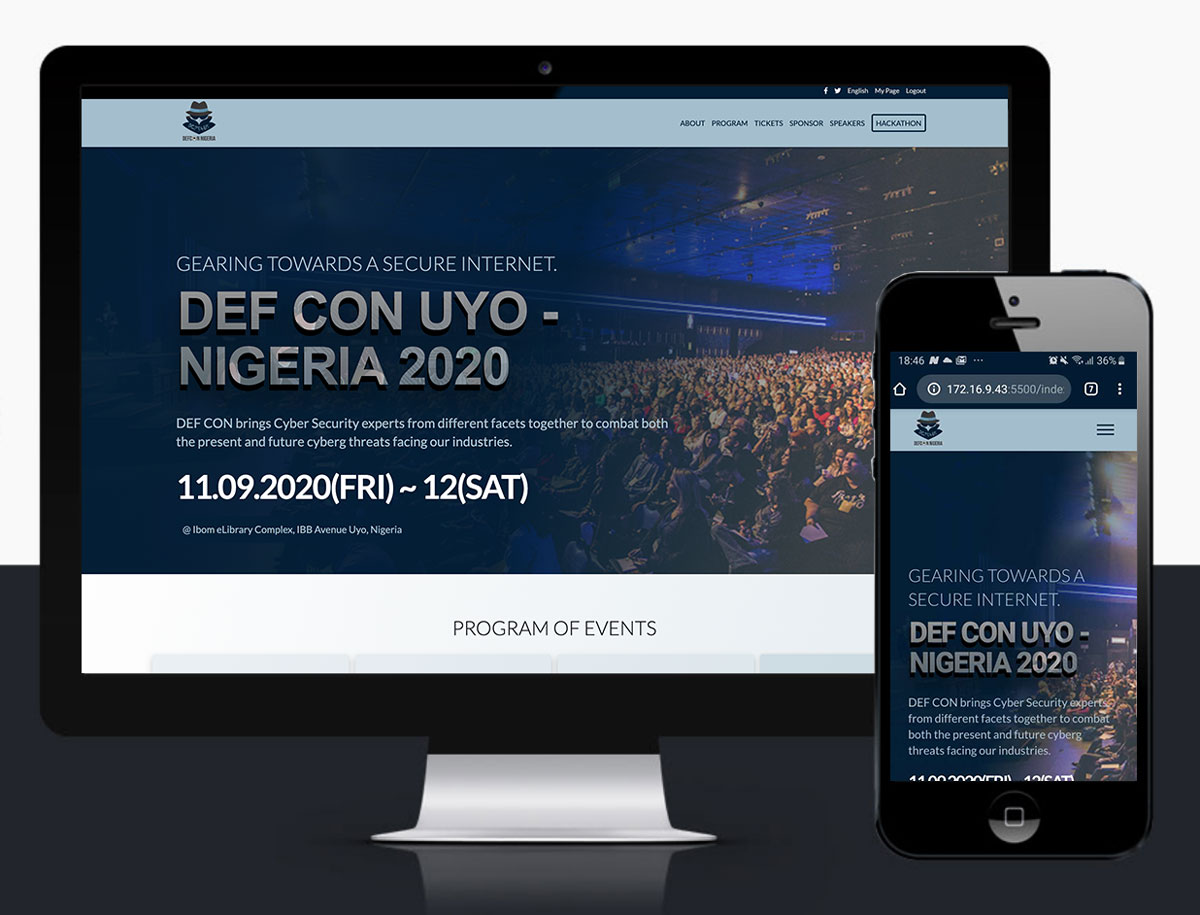 English My Page Logout
DEFC N NIGERIA
ABOUT PROGRAM TICKETS SPONSOR SPEAKERS HACKATHON
GEARING TOWARDS A SECURE INTERNET.
DEF CON UYO -
NIGERIA 2020
DEF CON brings Cyber Security experts from different facets together to combat both
the present and future cyberg threats facing our industries.
11.09.2020(FRI) ~ 12(SAT)
@ Ibom eLibrary Complex, IBB Avenue Uyo, Nigeria
PROGRAM OF EVENTS
18:46 36%
172.16.9.43:5500/inde 7
DEFC N NIGERIA
GEARING TOWARDS A
SECURE INTERNET.
DEF CON UYO -
NIGERIA 2020
DEF CON brings Cyber Security experts
from different facets together to combat
both the present and future cyberg
threats facing our industries.
11.09.2020(FRI) ~ 12(SAT)